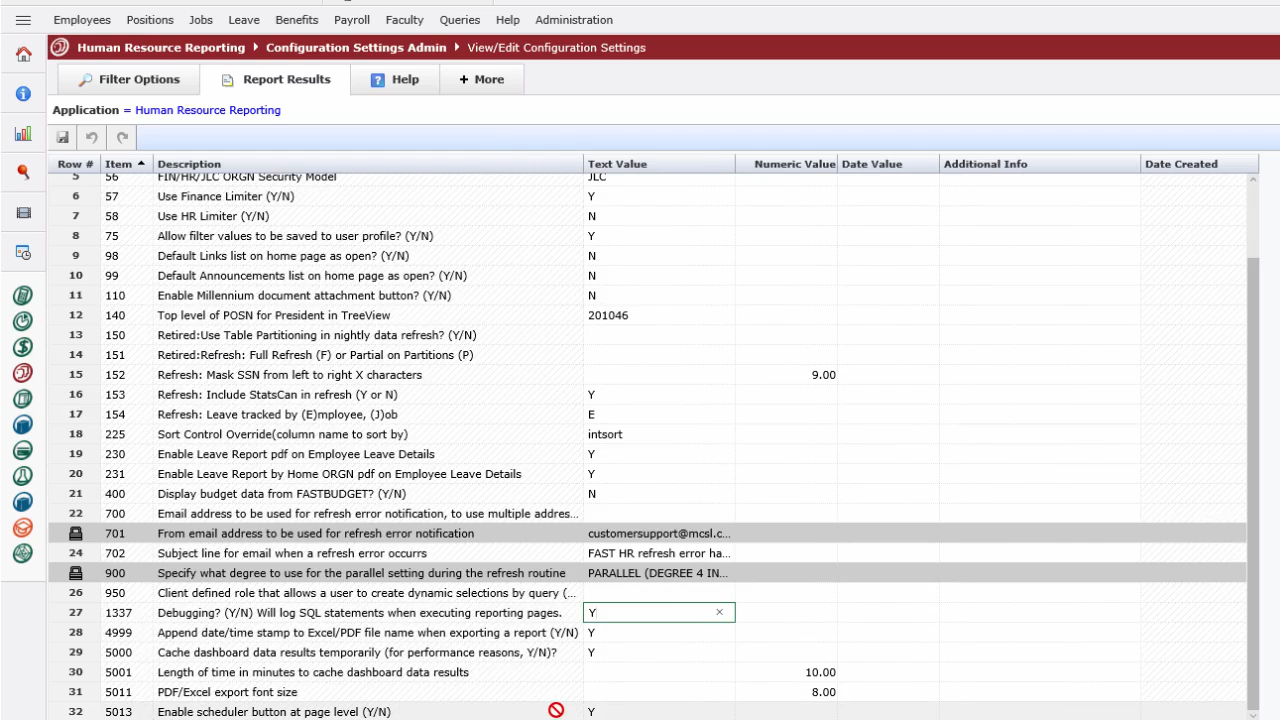 Employees Positions Jobs Leave Benefits Payroll Faculty Queries Help Administration
Human Resource Reporting Configuration Settings Admin View/Edit Configuration Settings
Filter Options Report Results Help + More
Application = Human Resource Reporting
Row # Item Description Text Value Numeric Value Date Value Additional Info Date Created
5 56 FIN/HR/JLC ORGN Security Model JLC
6 57 Use Finance Limiter (Y/N) Y
7 58 Use HR Limiter (Y/N) N
8 75 Allow filter values to be saved to user profile? (Y/N) Y
9 98 Default Links list on home page as open? (Y/N) N
10 99 Default Announcements list on home page as open? (Y/N) N
11 110 Enable Millennium document attachment button? (Y/N) N
12 140 Top level of POSN for President in TreeView 201046
13 150 Retired:Use Table Partitioning in nightly data refresh? (Y/N)
14 151 Retired:Refresh: Full Refresh (F) or Partial on Partitions (P)
15 152 Refresh: Mask SSN from left to right X characters 9.00
16 153 Refresh: Include StatsCan in refresh (Y or N) Y
17 154 Refresh: Leave tracked by (E)mployee, (J)ob E
18 225 Sort Control Override(column name to sort by) intsort
19 230 Enable Leave Report pdf on Employee Leave Details Y
20 231 Enable Leave Report by Home ORGN pdf on Employee Leave Details Y
21 400 Display budget data from FASTBUDGET? (Y/N) N
22 700 Email address to be used for refresh error notification, to use multiple addres...
701 From email address to be used for refresh error notification customersupport@mcsl.c...
24 702 Subject line for email when a refresh error occurrs FAST HR refresh error ha...
900 Specify what degree to use for the parallel setting during the refresh routine PARALLEL (DEGREE 4 IN...
26 950 Client defined role that allows a user to create dynamic selections by query (...
27 1337 Debugging? (Y/N) Will log SQL statements when executing reporting pages. Y
28 4999 Append date/time stamp to Excel/PDF file name when exporting a report (Y/N) Y
29 5000 Cache dashboard data results temporarily (for performance reasons, Y/N)? Y
30 5001 Length of time in minutes to cache dashboard data results 10.00
31 5011 PDF/Excel export font size 8.00
32 5013 Enable scheduler button at page level (Y/N) Y